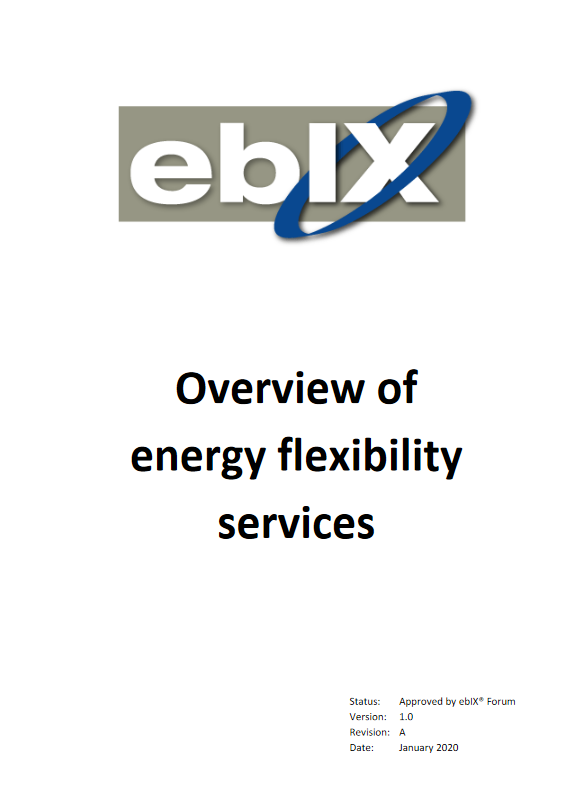 ebIX
Overview of
energy flexibility
services
Status: Approved by ebIX® Forum
Version: 1.0
Revision: A
Date: January 2020